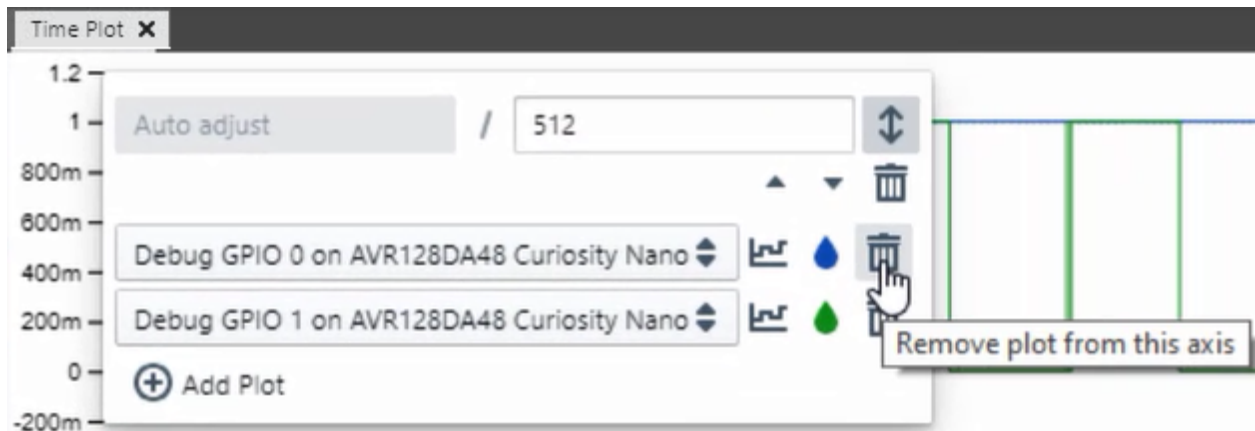 Time Plot
1.2
Auto adjust / 512
1
800m
600m
Debug GPIO 0 on AVR128DA48 Curiosity Nano
400m
Debug GPIO 1 on AVR128DA48 Curiosity Nano
200m
Remove plot from this axis
0
Add Plot
-200m